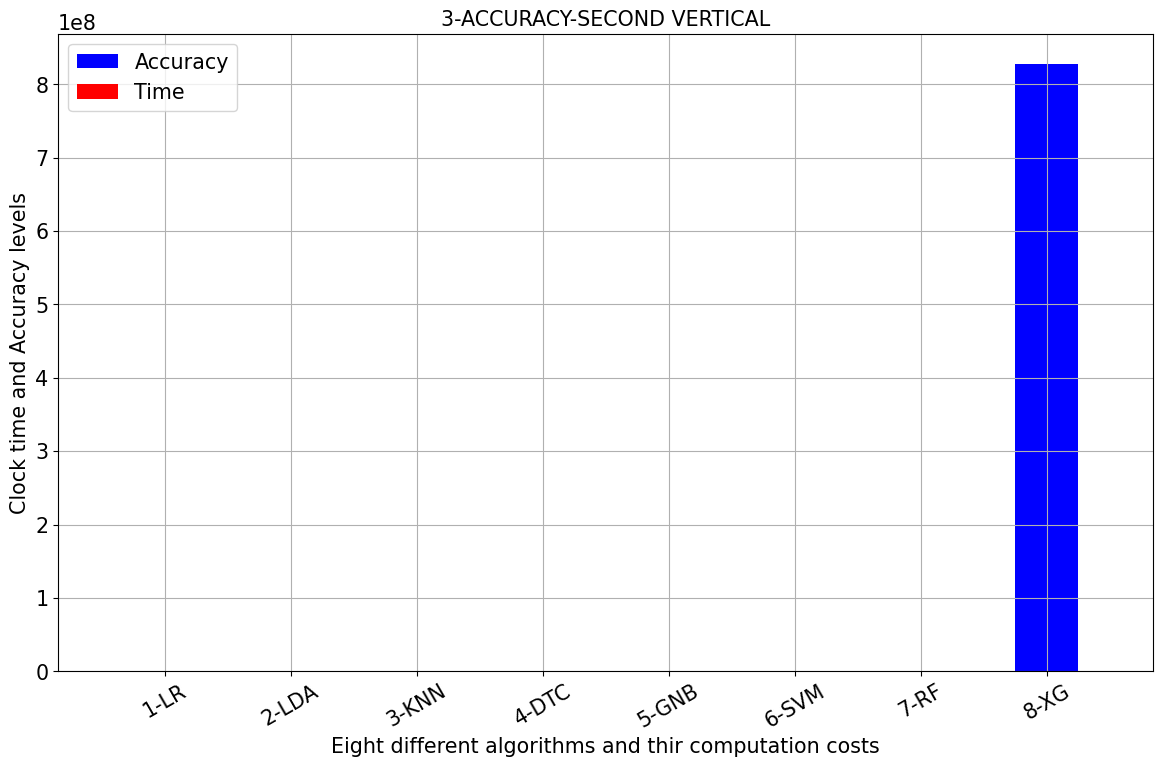 3-ACCURACY-SECOND VERTICAL
1e8
Accuracy
Time
8
7
6
5
4
3
2
1
0
Clock time and Accuracy levels
1-LR
2-LDA
3-KNN
4-DTC
5-GNB
6-SVM
7-RF
8-XG
Eight different algorithms and thir computation costs